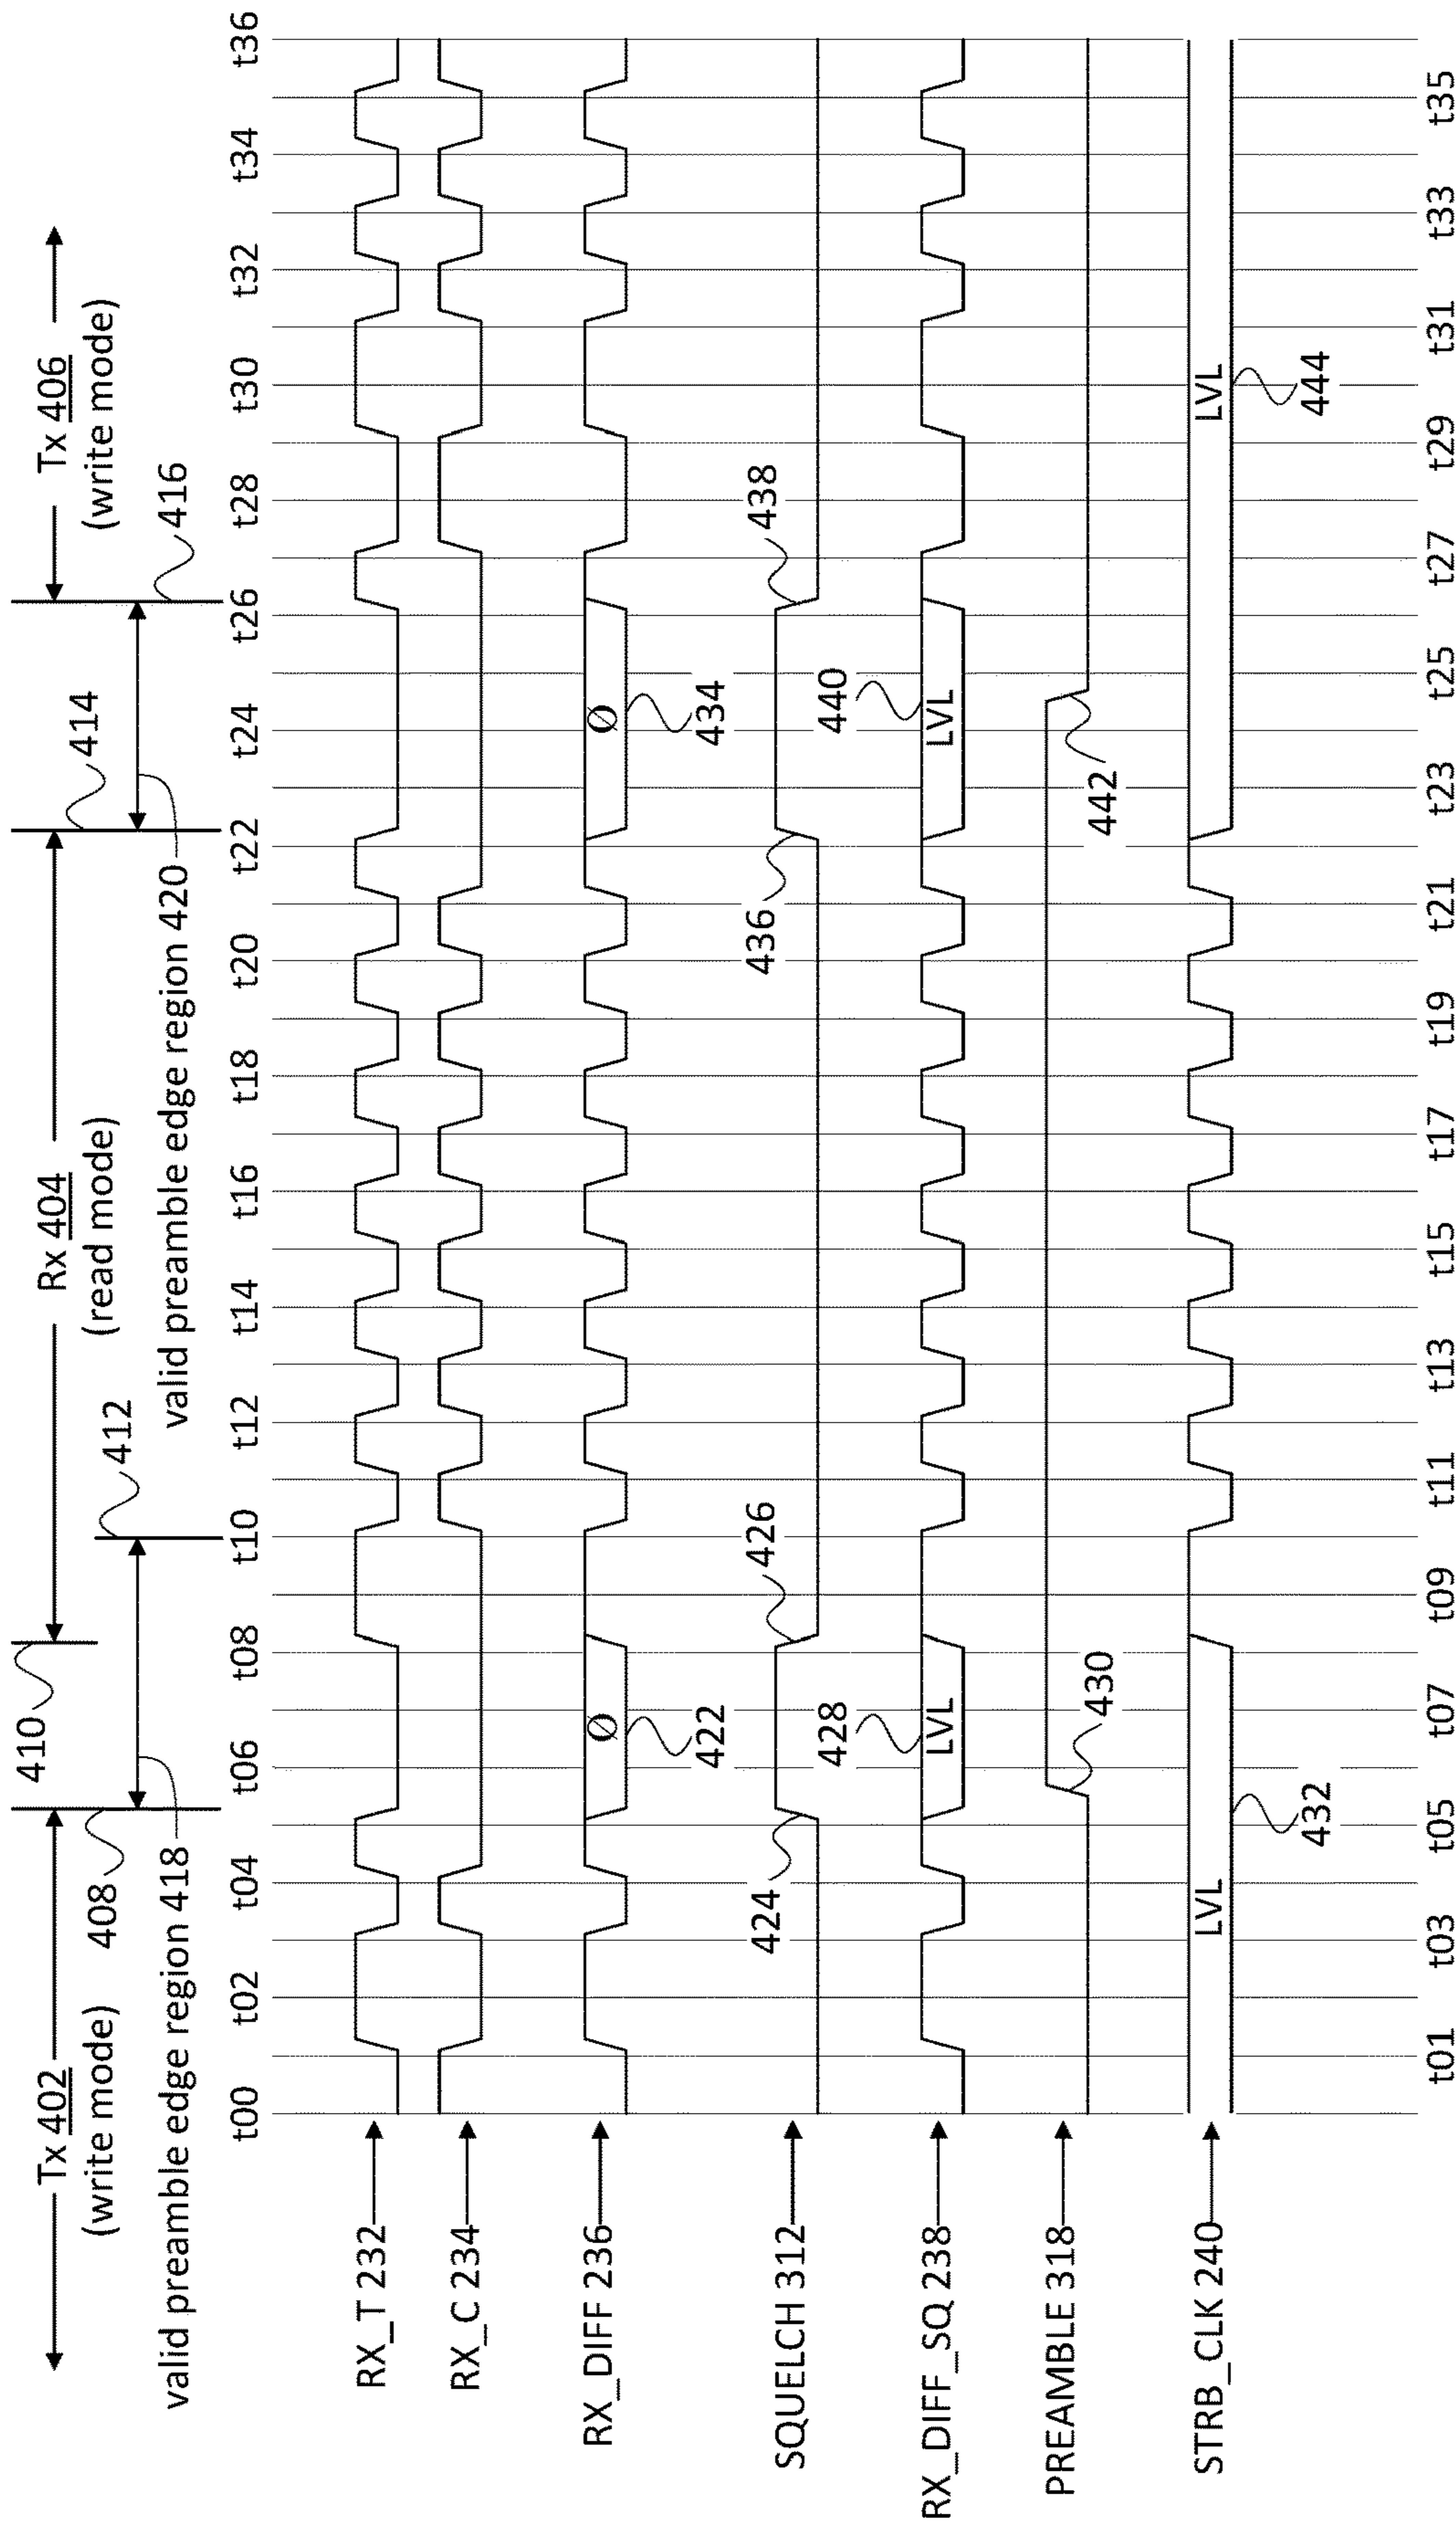 Tx 402
(write mode)
Rx 404
(read mode)
Tx 406
(write mode)
408
410
412
414
416
valid preamble edge region 418
valid preamble edge region 420
t00
t02
t04
t06
t08
t10
t12
t14
t16
t18
t20
t22
t24
t26
t28
t30
t32
t34
t36
RX_T 232
RX_C 234
RX_DIFF 236
Ø
422
Ø
434
SQUELCH 312
424
426
436
438
RX_DIFF_SQ 238
LVL
428
LVL
440
PREAMBLE 318
430
442
STRB_CLK 240
LVL
432
LVL
444
t01
t03
t05
t07
t09
t11
t13
t15
t17
t19
t21
t23
t25
t27
t29
t31
t33
t35